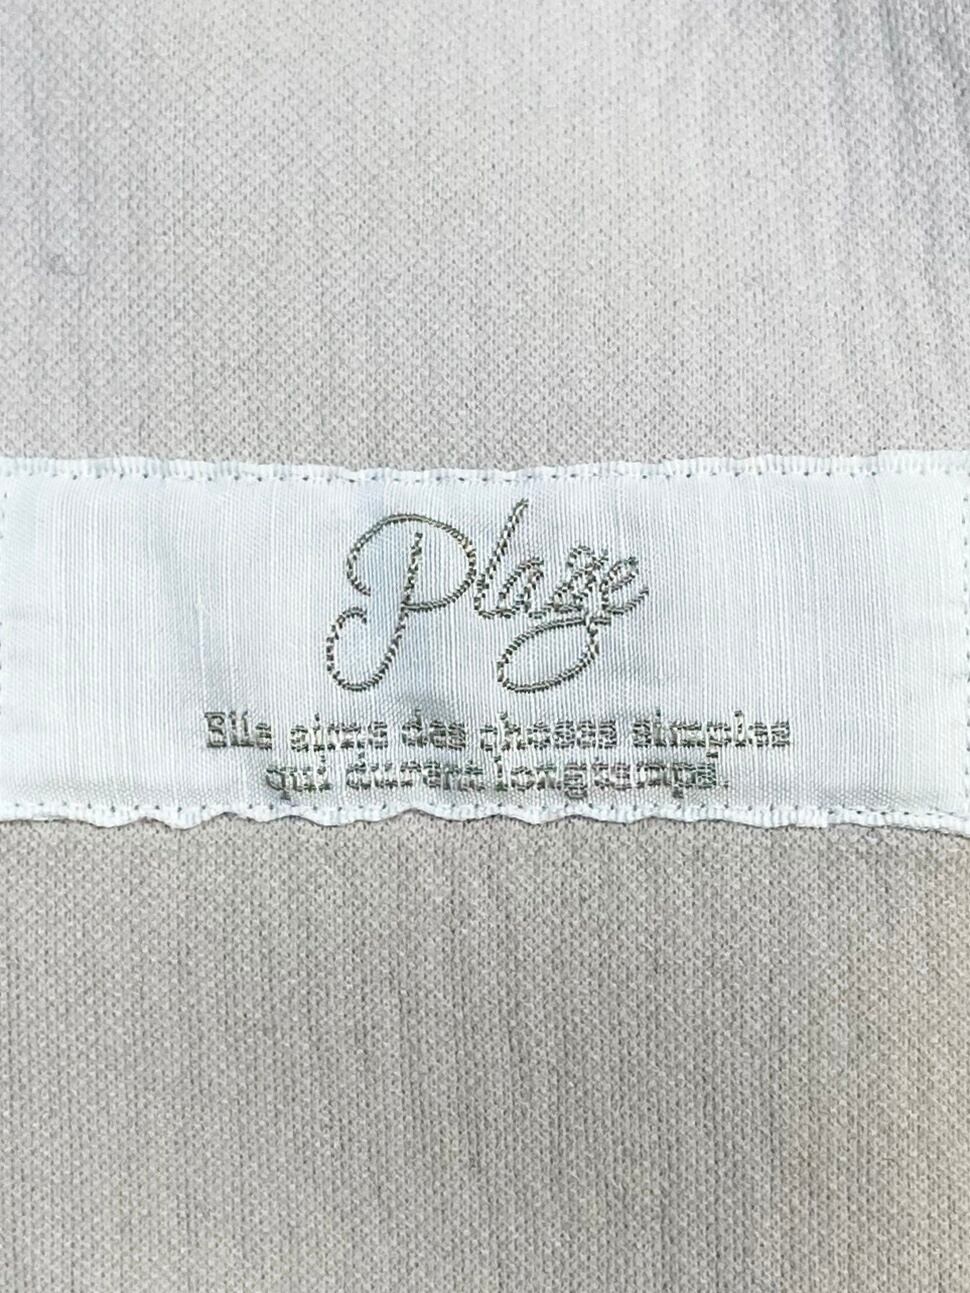 Plage
Elle aime des choses simples
qui durent longtemps!